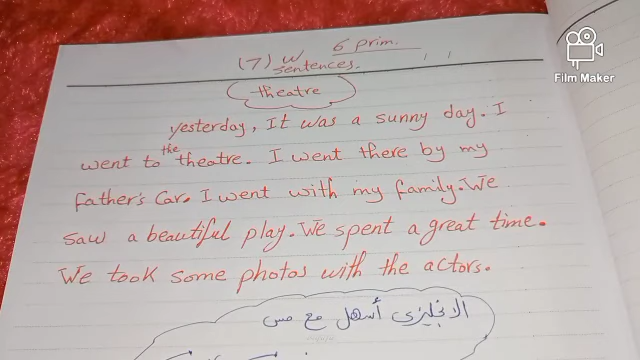 6 prim.
(7) W
sentences.
theatre
yesterday, It was a sunny day. I
went to the theatre. I went there by my
father's Car. I went with my family. We
saw a beautiful play. We spent a great time.
We took some photos with the actors.
الانجليزى أسهل مع مس
Film Maker